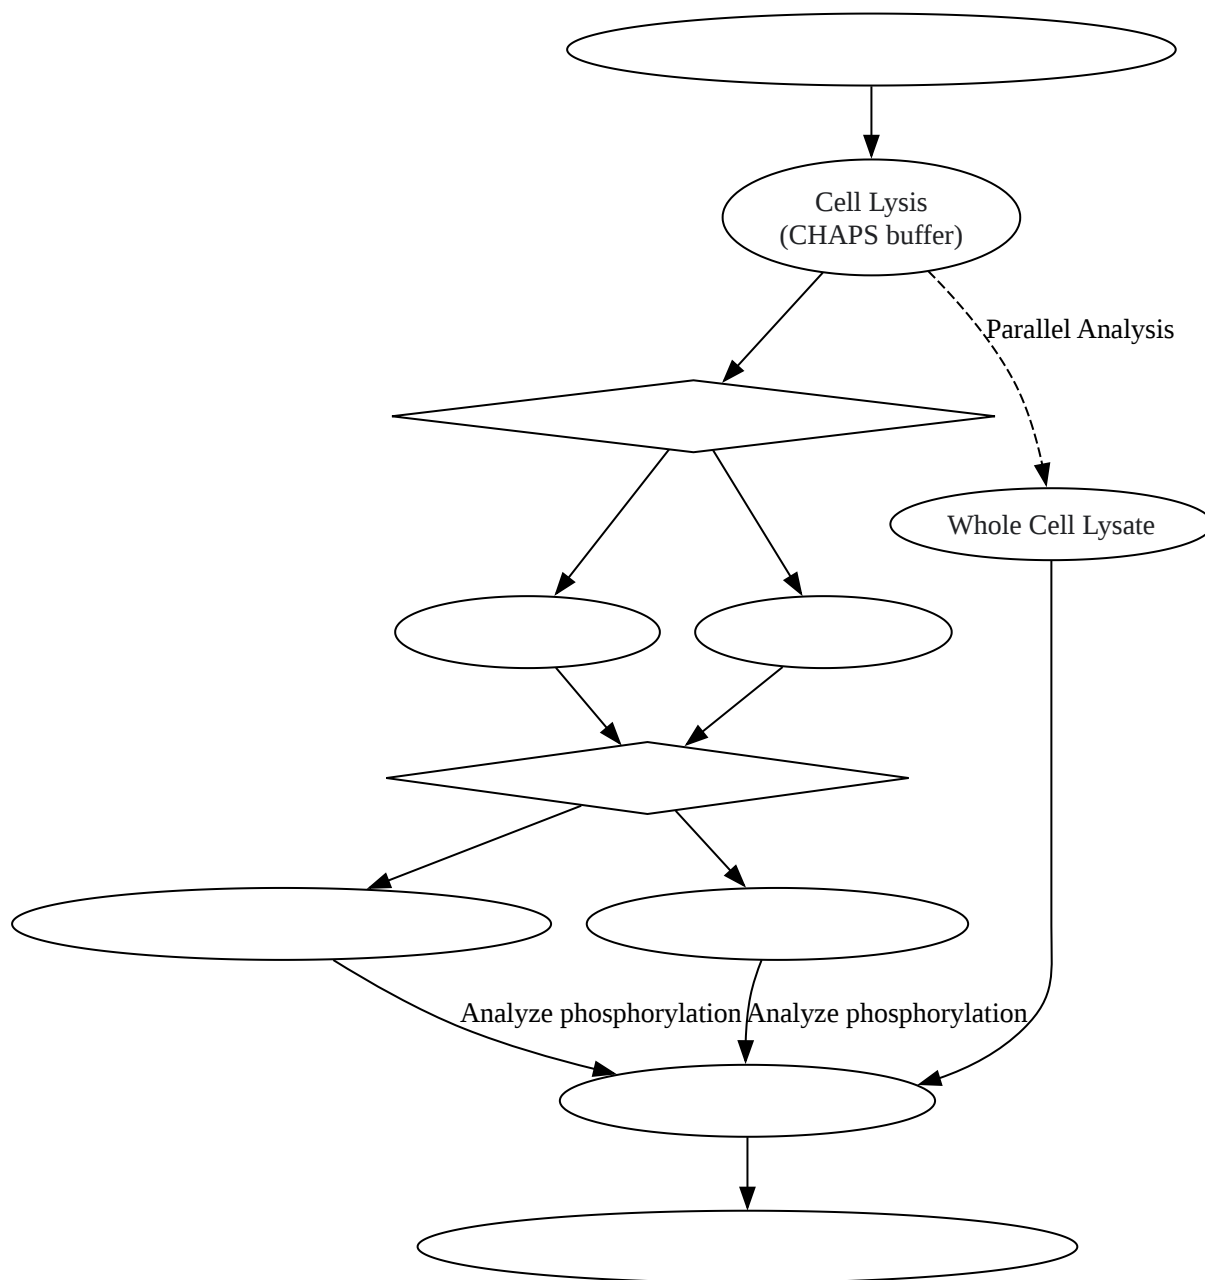 Cell Lysis
(CHAPS buffer)
Parallel Analysis
Whole Cell Lysate
Analyze phosphorylation
Analyze phosphorylation